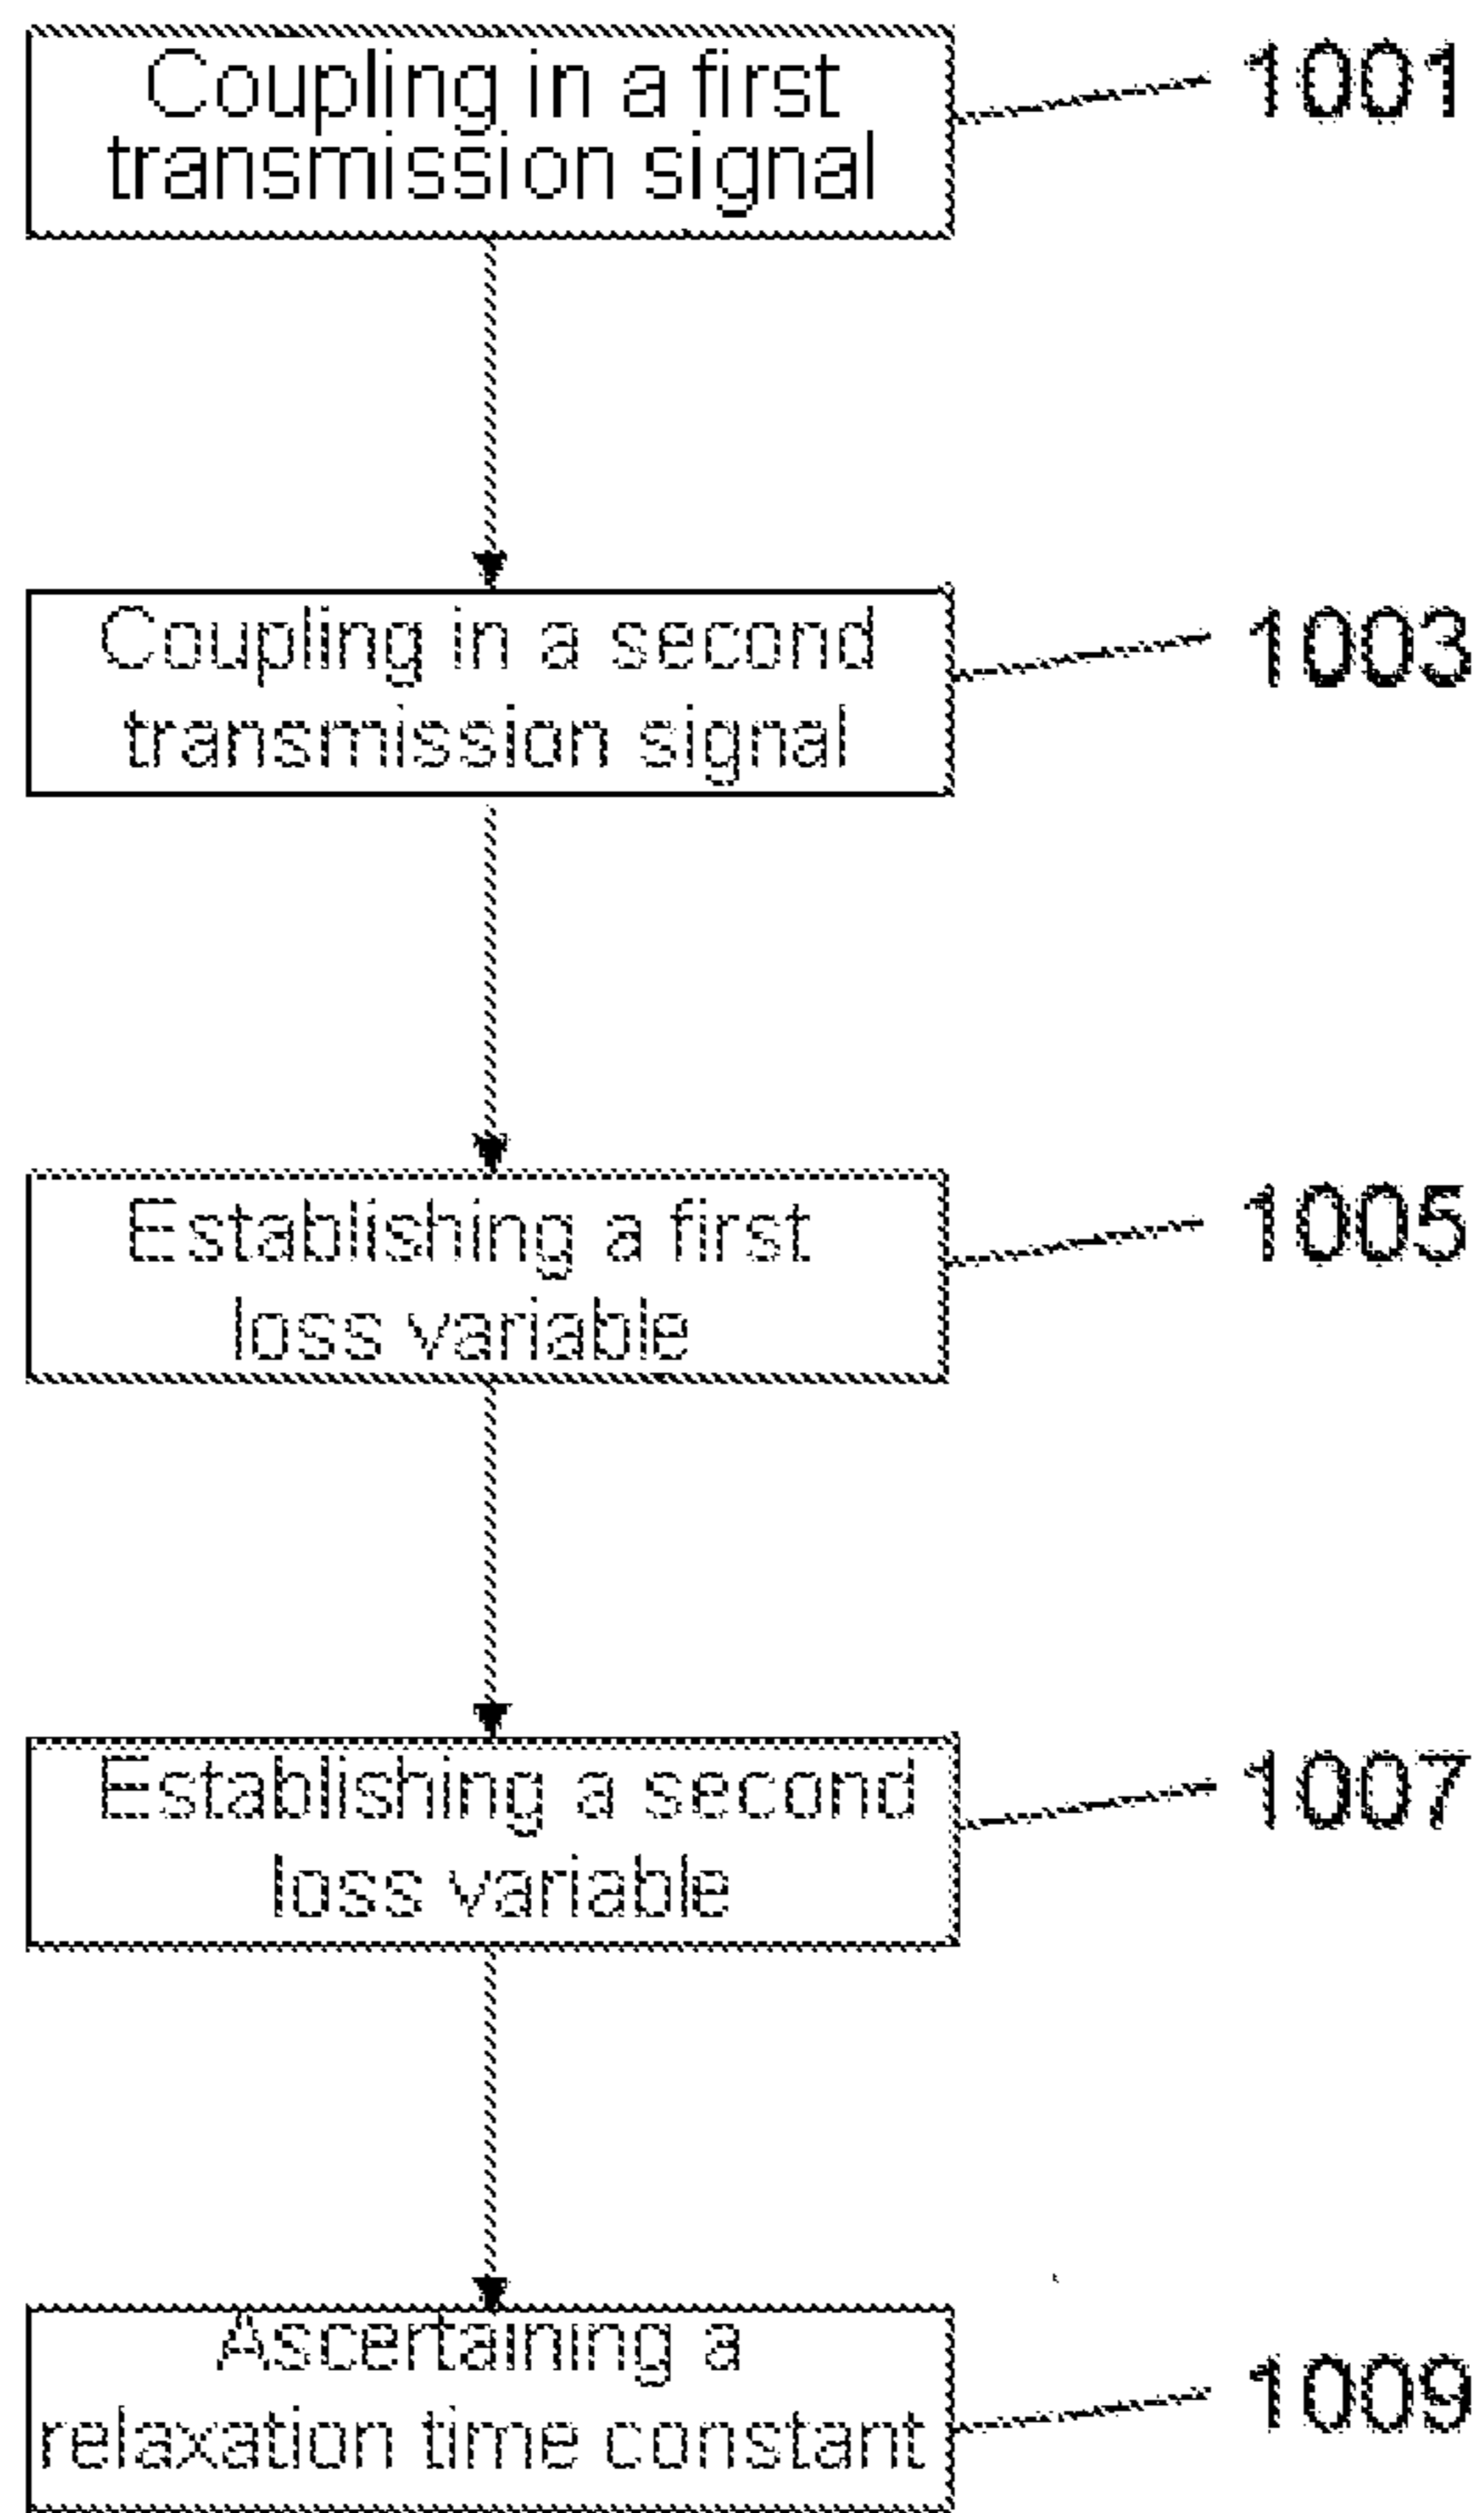 Coupling in a first
transmission signal
1001
Coupling in a second
transmission signal
1003
Establishing a first
loss variable
1005
Establishing a second
loss variable
1007
Ascertaining a
relaxation time constant
1009